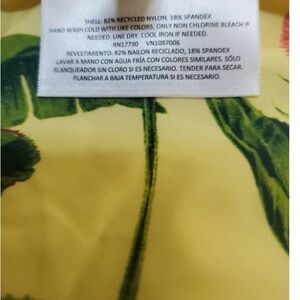 SHELL: 82% RECYCLED NYLON, 18% SPANDEX
HAND WASH COLD WITH LIKE COLORS. ONLY NON CHLORINE BLEACH IF
NEEDED. LINE DRY. COOL IRON IF NEEDED.
RN17730 VN1087006
REVESTIMIENTO: 82% NAILON RECICLADO, 18% SPANDEX
LAVAR A MANO CON AGUA FRÍA CON COLORES SIMILARES. SÓLO
BLANQUEADOR SIN CLORO SI ES NECESARIO. TENDER PARA SECAR.
PLANCHAR A BAJA TEMPERATURA SI ES NECESARIO.